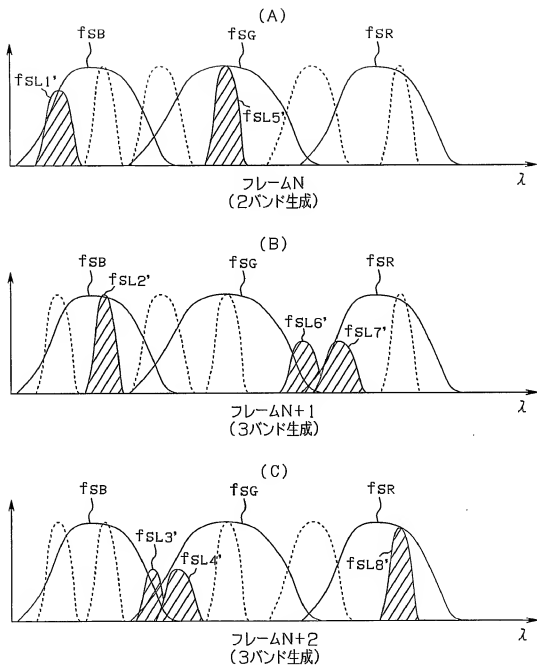 (A)
fSB
fSG
fSR
fSL1'
fSL5'
λ
フレームN
(2バンド生成)
(B)
fSB
fSL2'
fSG
fSR
fSL6'
fSL7'
λ
フレームN+1
(3バンド生成)
(C)
fSB
fSG
fSR
fSL3'
fSL4'
fSL8'
λ
フレームN+2
(3バンド生成)